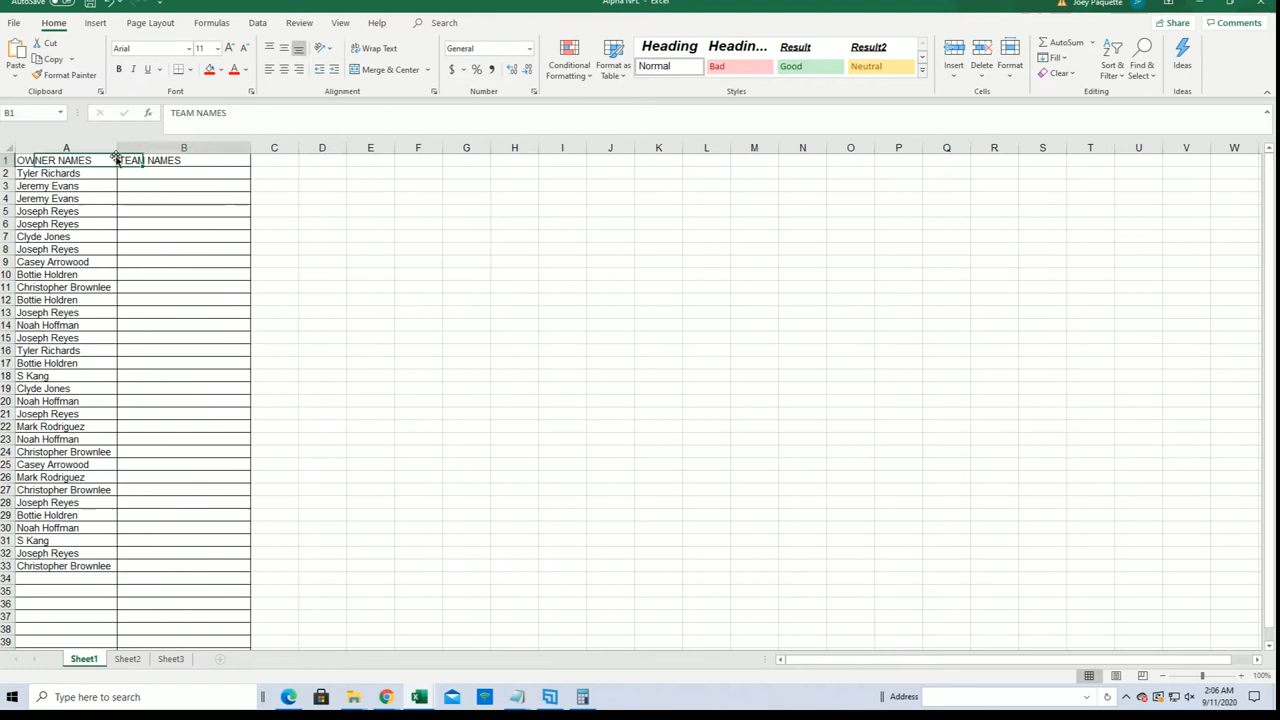 AutoSave Off Alpha NFL - Excel Joey Paquette JP
File Home Insert Page Layout Formulas Data Review View Help Search Share Comments
Paste Cut Copy Format Painter Clipboard
Arial 11 A A B I U A Font
Wrap Text Merge & Center Alignment
General $ % , Number
Conditional Formatting Format as Table
Heading Headin... Result Result2
Normal Bad Good Neutral
Styles
Insert Delete Format Cells
AutoSum Fill Clear Sort & Filter Find & Select Editing
Ideas Ideas
B1 fx TEAM NAMES
A B C D E F G H I J K L M N O P Q R S T U V W
1 OWNER NAMES TEAM NAMES
2 Tyler Richards
3 Jeremy Evans
4 Jeremy Evans
5 Joseph Reyes
6 Joseph Reyes
7 Clyde Jones
8 Joseph Reyes
9 Casey Arrowood
10 Bottie Holdren
11 Christopher Brownlee
12 Bottie Holdren
13 Joseph Reyes
14 Noah Hoffman
15 Joseph Reyes
16 Tyler Richards
17 Bottie Holdren
18 S Kang
19 Clyde Jones
20 Noah Hoffman
21 Joseph Reyes
22 Mark Rodriguez
23 Noah Hoffman
24 Christopher Brownlee
25 Casey Arrowood
26 Mark Rodriguez
27 Christopher Brownlee
28 Joseph Reyes
29 Bottie Holdren
30 Noah Hoffman
31 S Kang
32 Joseph Reyes
33 Christopher Brownlee
34
35
36
37
38
39
Sheet1 Sheet2 Sheet3
100%
Type here to search Address 2:06 AM
9/11/2020